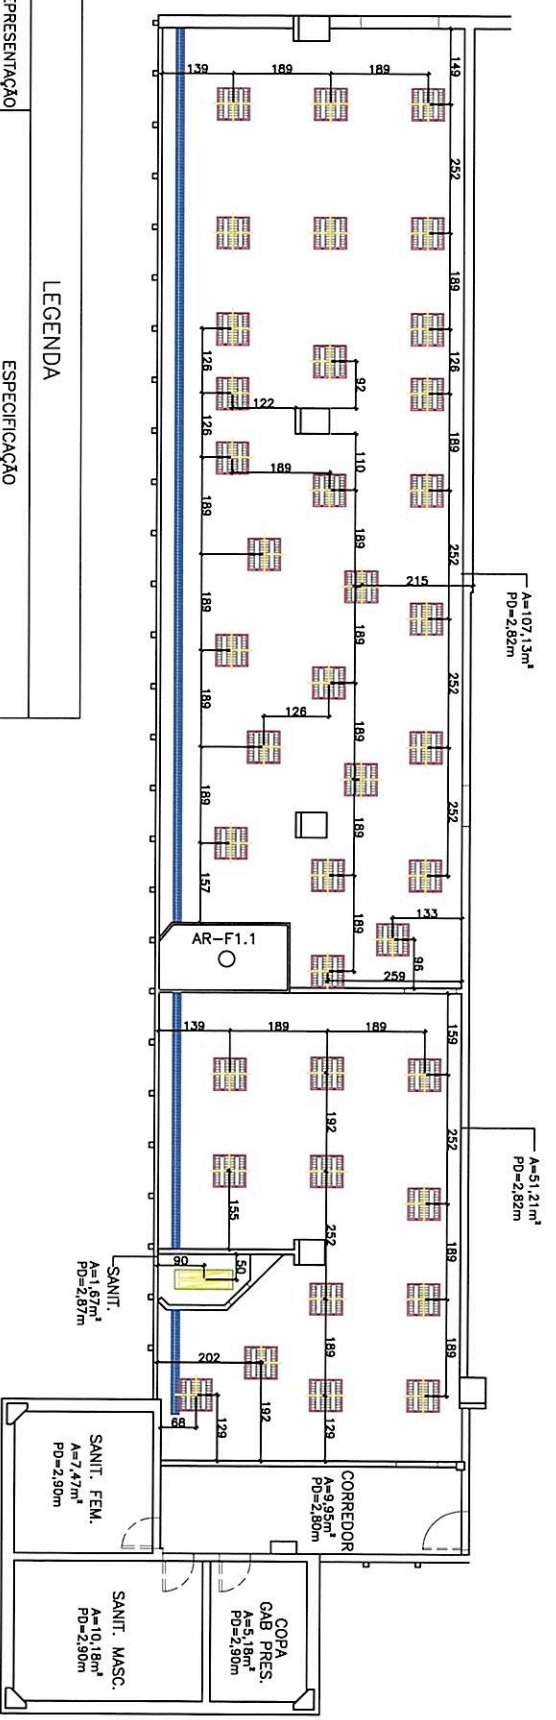 139
189
189
149
252
189
126
189
252
252
252
126
126
189
189
189
189
157
92
122
189
110
189
189
189
189
189
126
215
A=107,13m²
PD=2,82m
AR-F1.1
133
96
259
139
189
189
159
252
189
189
192
252
189
129
155
A=51,21m²
PD=2,82m
90
50
SANIT.
A=1,67m²
PD=2,87m
202
192
68
129
CORREDOR
A=9,95m²
PD=2,80m
SANIT. FEM.
A=7,47m²
PD=2,90m
SANIT. MASC.
A=10,18m²
PD=2,90m
COPA
GAB PRES.
A=5,18m²
PD=2,90m
LEGENDA
EPRESENTAÇÃO
ESPECIFICAÇÃO